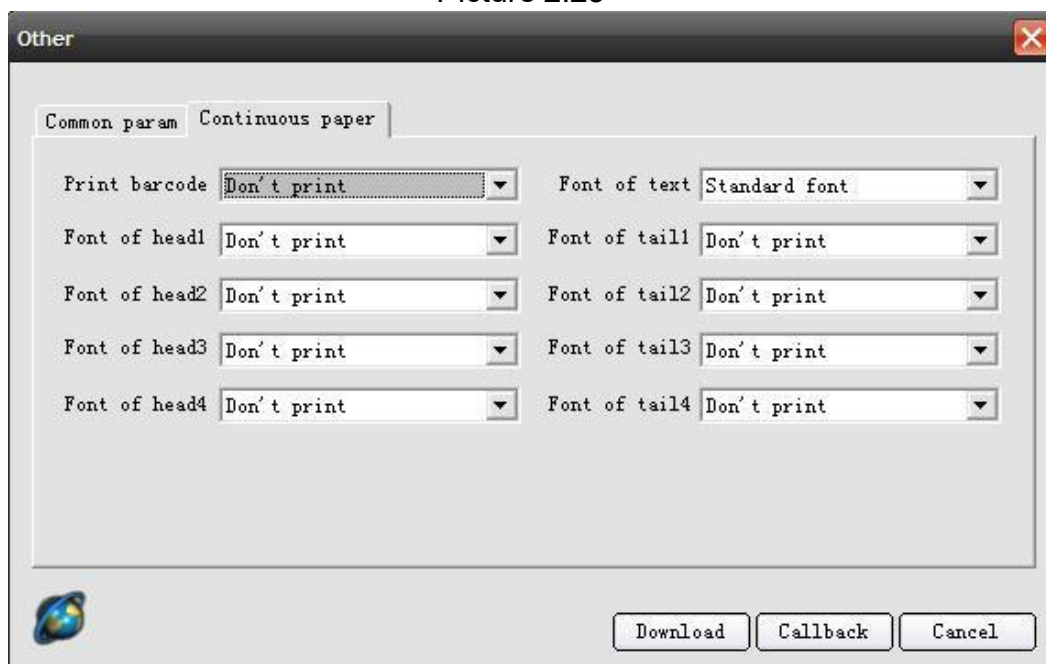 Other
Common param Continuous paper
Print barcode Don't print Font of text Standard font
Font of head1 Don't print Font of tail1 Don't print
Font of head2 Don't print Font of tail2 Don't print
Font of head3 Don't print Font of tail3 Don't print
Font of head4 Don't print Font of tail4 Don't print
Download Callback Cancel